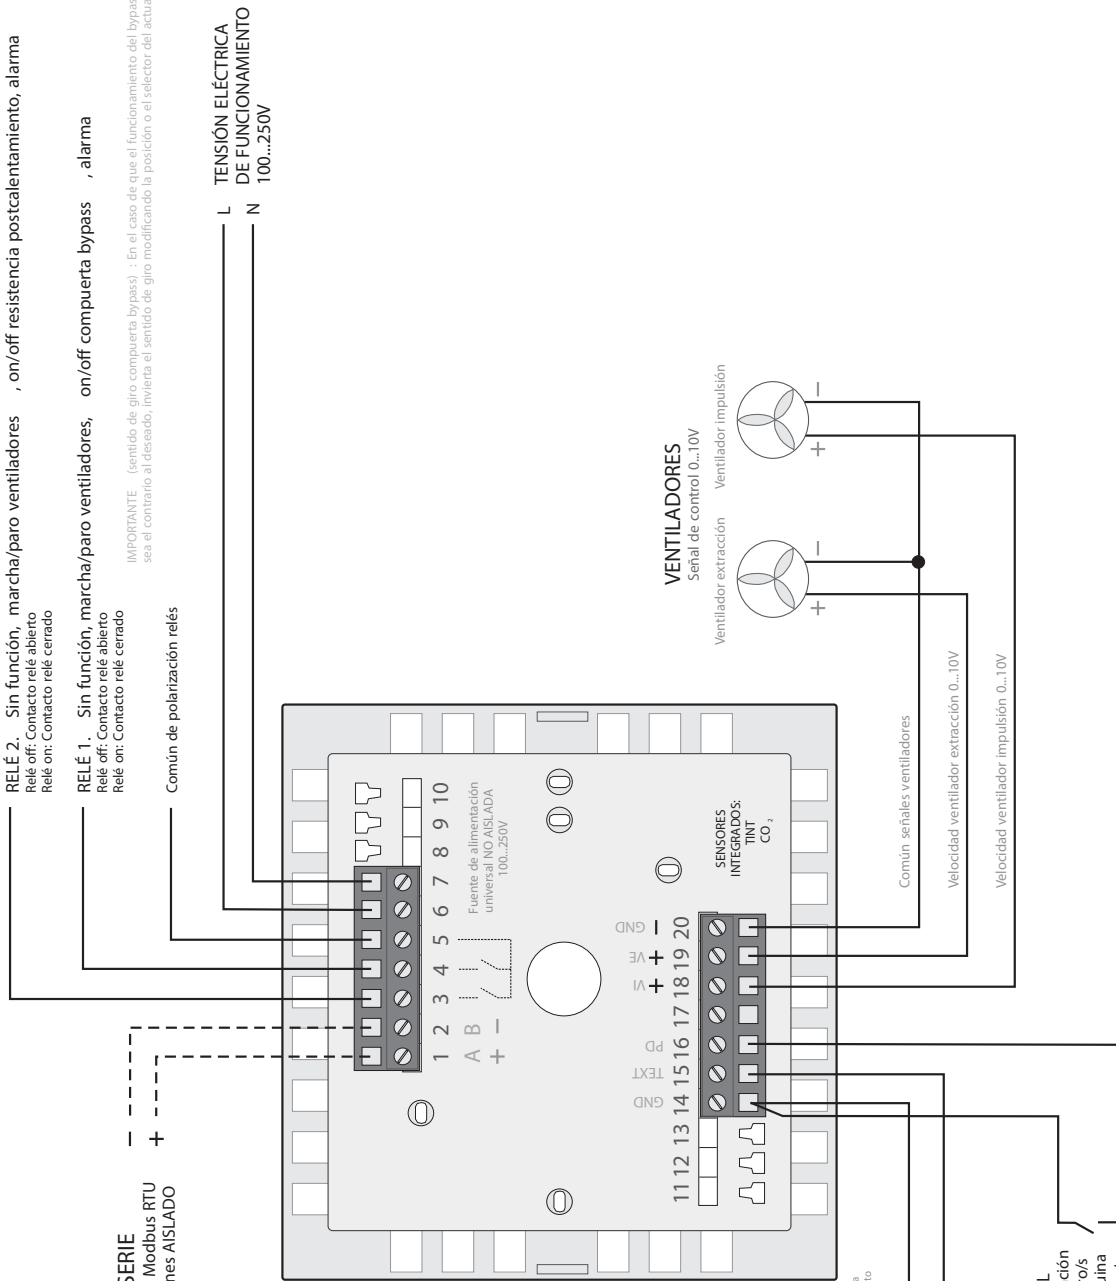 RELÉ 2. Sin función, marcha/paro ventiladores , on/off resistencia postcalentamiento, alarma
Relé off: Contacto relé abierto
Relé on: Contacto relé cerrado
RELÉ 1. Sin función, marcha/paro ventiladores, on/off compuerta bypass , alarma
Relé off: Contacto relé abierto
Relé on: Contacto relé cerrado
IMPORTANTE (sentido de giro compuerta bypass) : En el caso de que el funcionamiento del bypas
sea el contrario al deseado, invierta el sentido de giro modificando la posición o el selector del actua
Común de polarización relés
L
N
TENSIÓN ELÉCTRICA
DE FUNCIONAMIENTO
100...250V
SERIE
Modbus RTU
nes AISLADO
–
+
1 2 3 4 5 6 7 8 9 10
A B
+ –
Fuente de alimentación
universal NO AISLADA
100...250V
SENSORES
INTEGRADOS:
TINT
CO2
GND TEXT PD VI VE GND
+ + –
11 12 13 14 15 16 17 18 19 20
VENTILADORES
Señal de control 0...10V
Ventilador extracción
Ventilador impulsión
+ –
+ –
Común señales ventiladores
Velocidad ventilador extracción 0...10V
Velocidad ventilador impulsión 0...10V
a
to
L
ción
o/s
uina